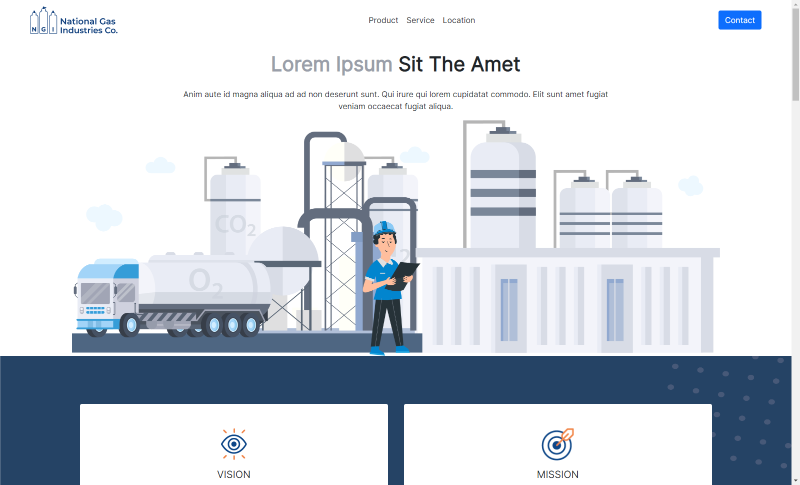 National Gas
Industries Co.
N G I
Product Service Location
Contact
Lorem Ipsum Sit The Amet
Anim aute id magna aliqua ad ad non deserunt sunt. Qui irure qui lorem cupidatat commodo. Elit sunt amet fugiat
veniam occaecat fugiat aliqua.
CO2
O2
VISION
MISSION